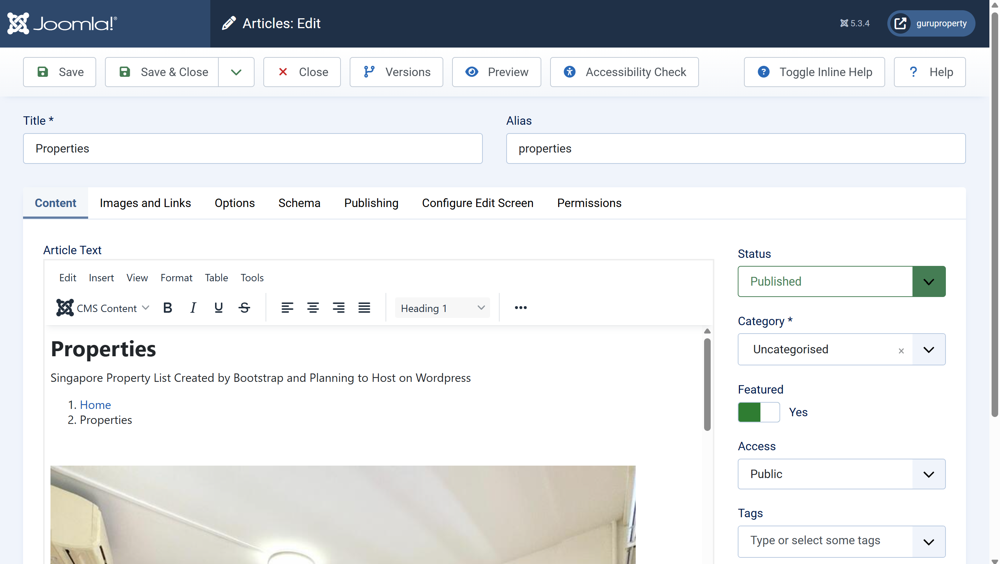 Joomla!®
Articles: Edit
5.3.4
guruproperty
Save
Save & Close
Close
Versions
Preview
Accessibility Check
Toggle Inline Help
? Help
Title *
Alias
Properties
properties
Content
Images and Links
Options
Schema
Publishing
Configure Edit Screen
Permissions
Article Text
Edit
Insert
View
Format
Table
Tools
CMS Content
B
I
U
S
Heading 1
Properties
Singapore Property List Created by Bootstrap and Planning to Host on Wordpress
1. Home
2. Properties
Status
Published
Category *
Uncategorised
Featured
Yes
Access
Public
Tags
Type or select some tags